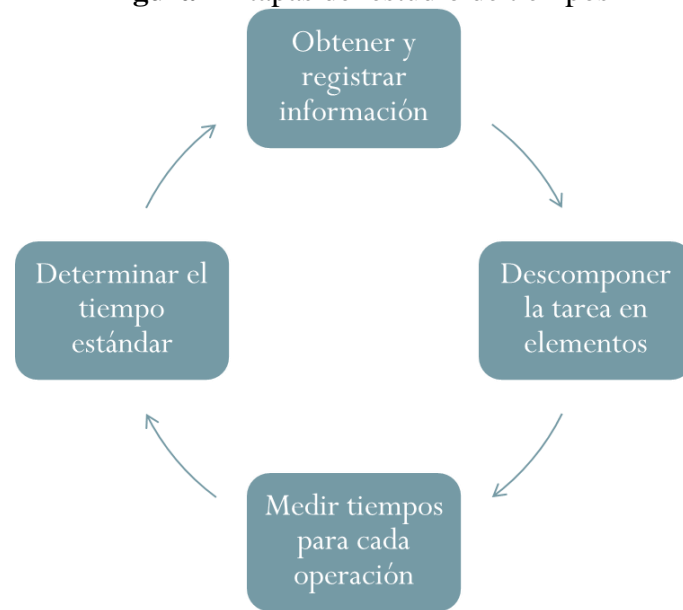 Obtener y
registrar
información
Descomponer
la tarea en
elementos
Medir tiempos
para cada
operación
Determinar el
tiempo
estándar